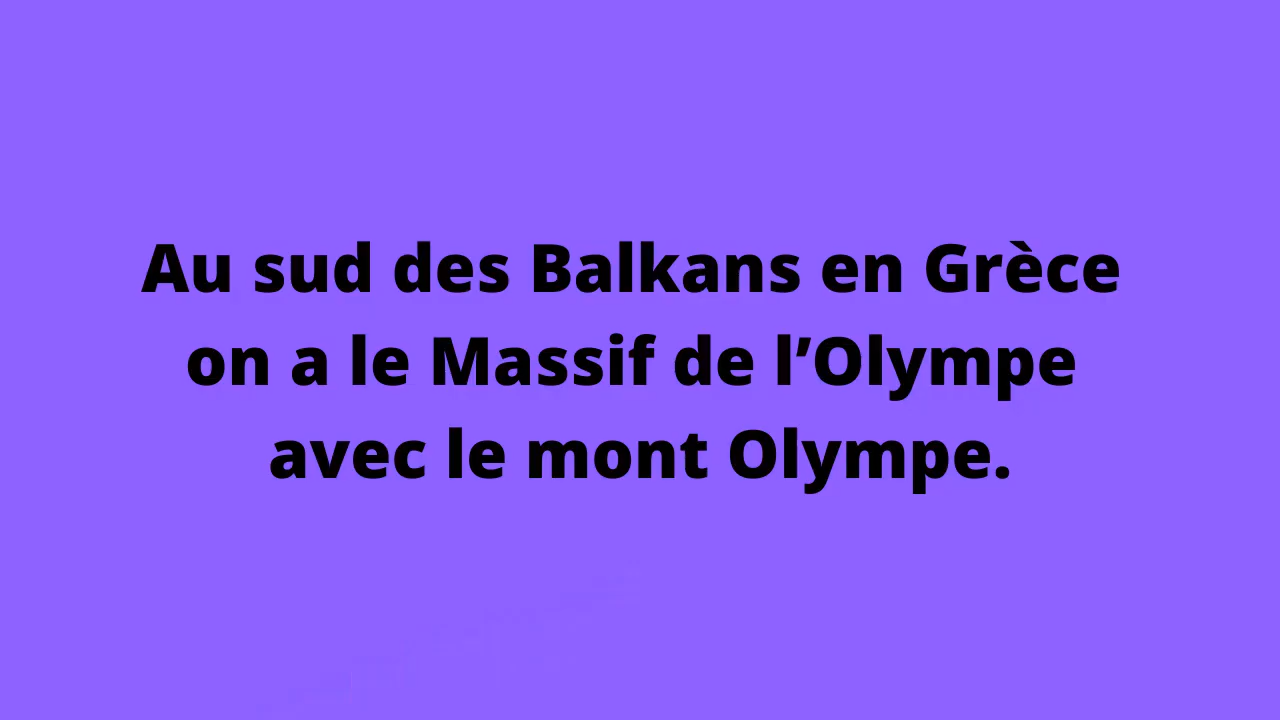 Au sud des Balkans en Grèce
on a le Massif de l’Olympe
avec le mont Olympe.